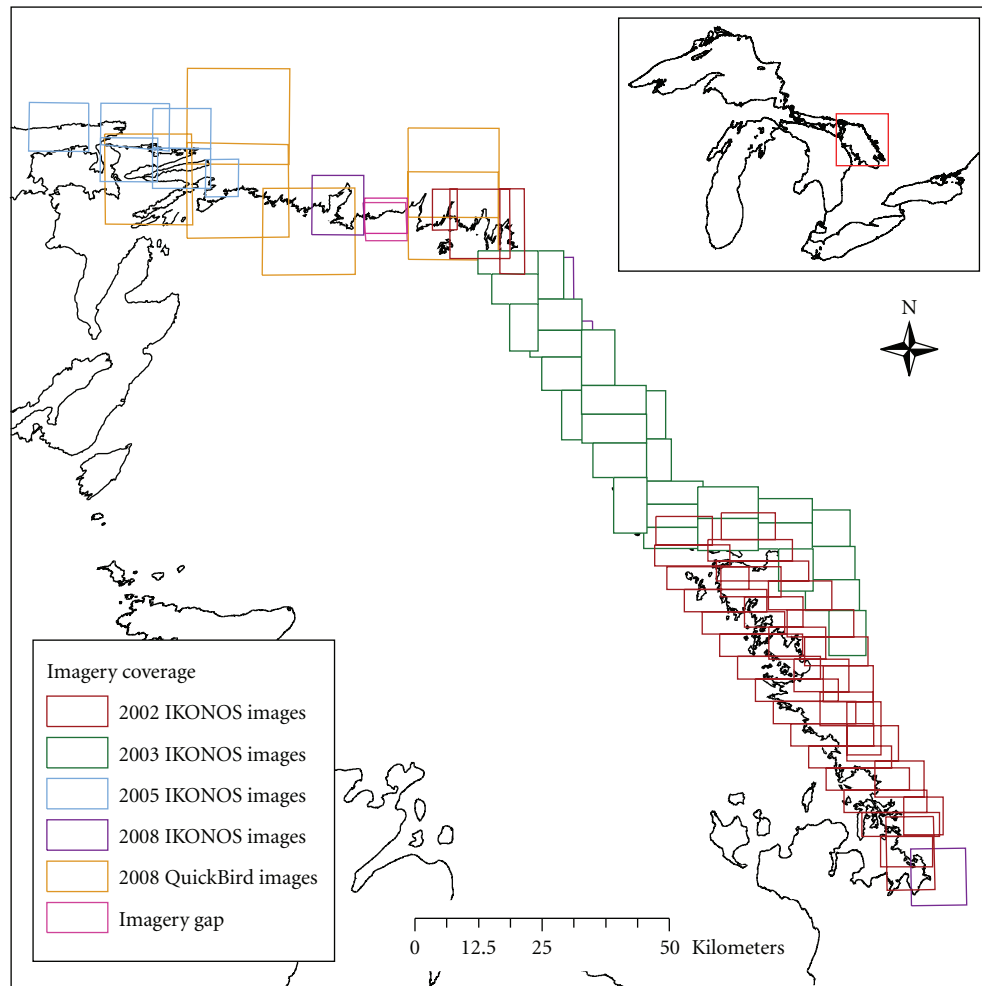 N
Imagery coverage
2002 IKONOS images
2003 IKONOS images
2005 IKONOS images
2008 IKONOS images
2008 QuickBird images
Imagery gap
0 12.5 25 50 Kilometers